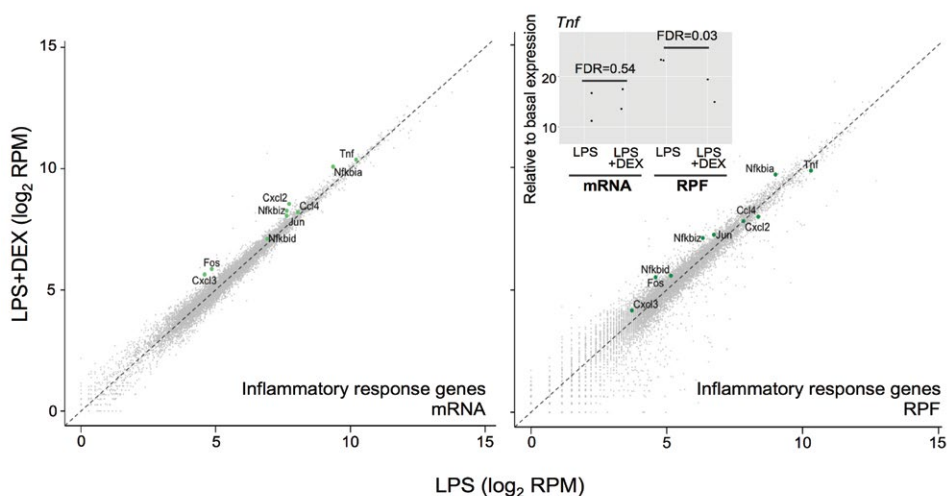 15
10
5
0
LPS+DEX (log2 RPM)
Tnf
Nfkbia
Cxcl2
Nfkbiz
Ccl4
Jun
Nfkbid
Fos
Cxcl3
Inflammatory response genes
mRNA
0 5 10 15
Tnf
Relative to basal expression
20
10
FDR=0.54
FDR=0.03
LPS LPS LPS LPS
+DEX +DEX
mRNA RPF
Nfkbia
Tnf
Ccl4
Cxcl2
Nfkbiz
Jun
Nfkbid
Fos
Cxcl3
Inflammatory response genes
RPF
0 5 10 15
LPS (log2 RPM)